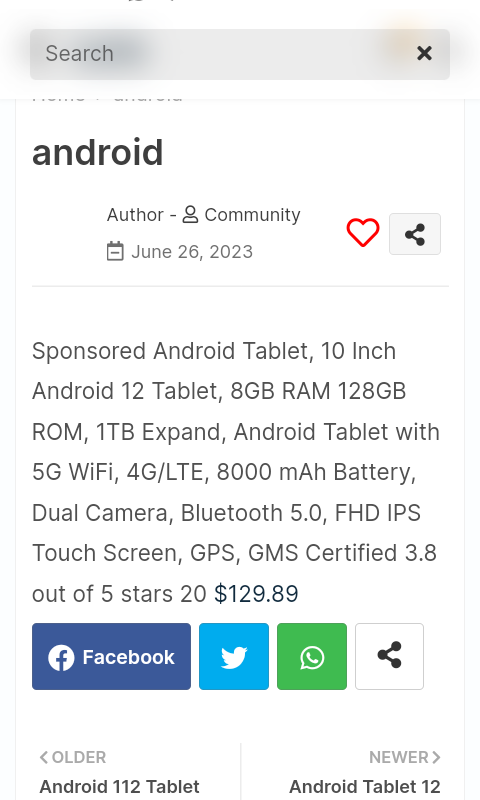 Search
android
Author - Community
June 26, 2023
Sponsored Android Tablet, 10 Inch
Android 12 Tablet, 8GB RAM 128GB
ROM, 1TB Expand, Android Tablet with
5G WiFi, 4G/LTE, 8000 mAh Battery,
Dual Camera, Bluetooth 5.0, FHD IPS
Touch Screen, GPS, GMS Certified 3.8
out of 5 stars 20 $129.89
Facebook
OLDER
Android 112 Tablet
NEWER
Android Tablet 12